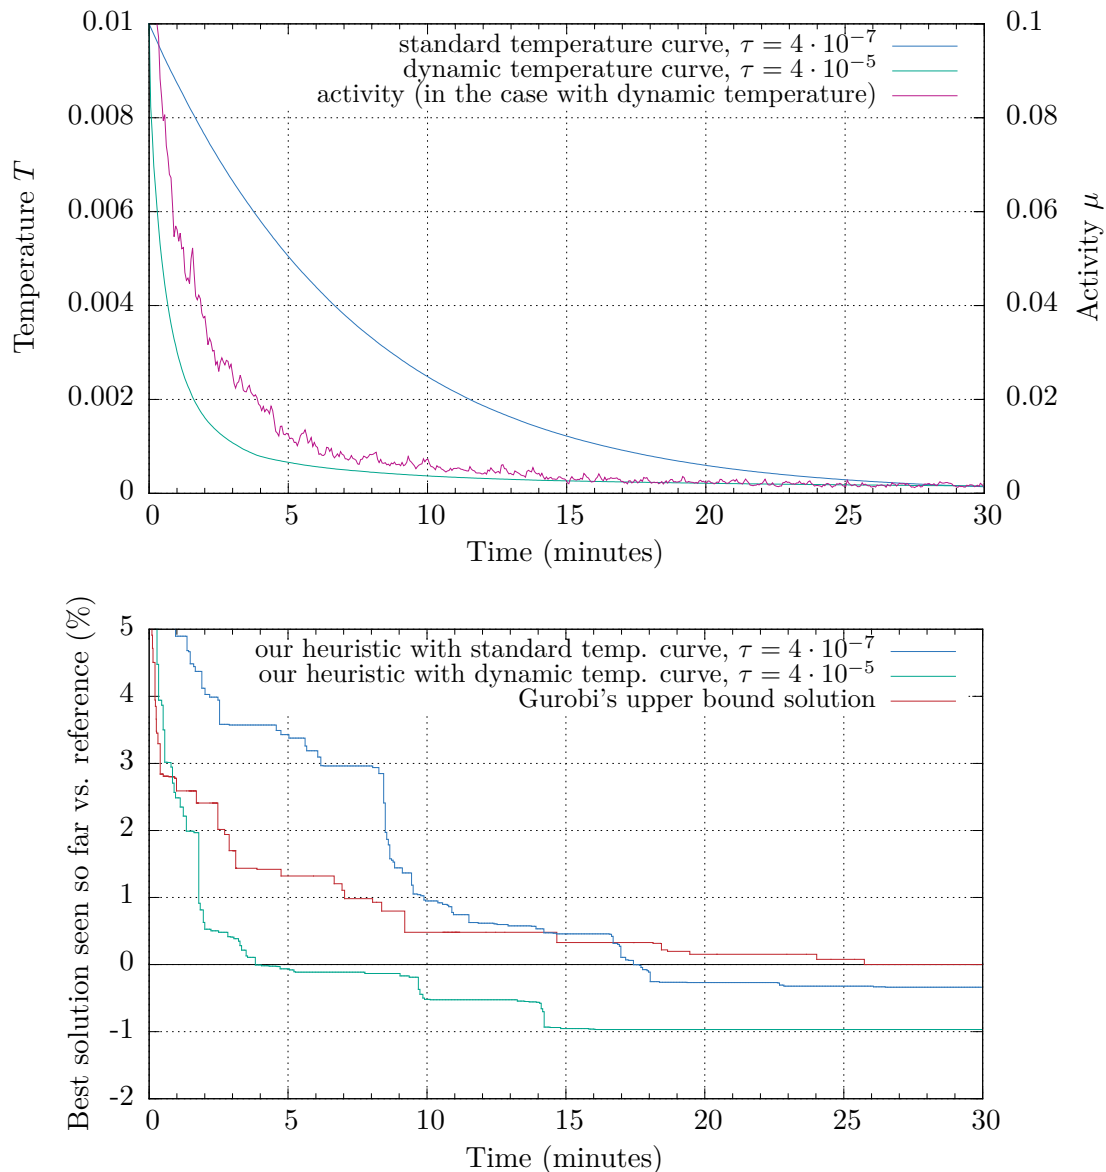 0.01
0.008
0.006
0.004
0.002
0
Temperature T
standard temperature curve, τ = 4 · 10⁻⁷
dynamic temperature curve, τ = 4 · 10⁻⁵
activity (in the case with dynamic temperature)
0.1
0.08
0.06
0.04
0.02
0
Activity μ
0 5 10 15 20 25 30
Time (minutes)
5
4
3
2
1
0
-1
-2
Best solution seen so far vs. reference (%)
our heuristic with standard temp. curve, τ = 4 · 10⁻⁷
our heuristic with dynamic temp. curve, τ = 4 · 10⁻⁵
Gurobi's upper bound solution
0 5 10 15 20 25 30
Time (minutes)